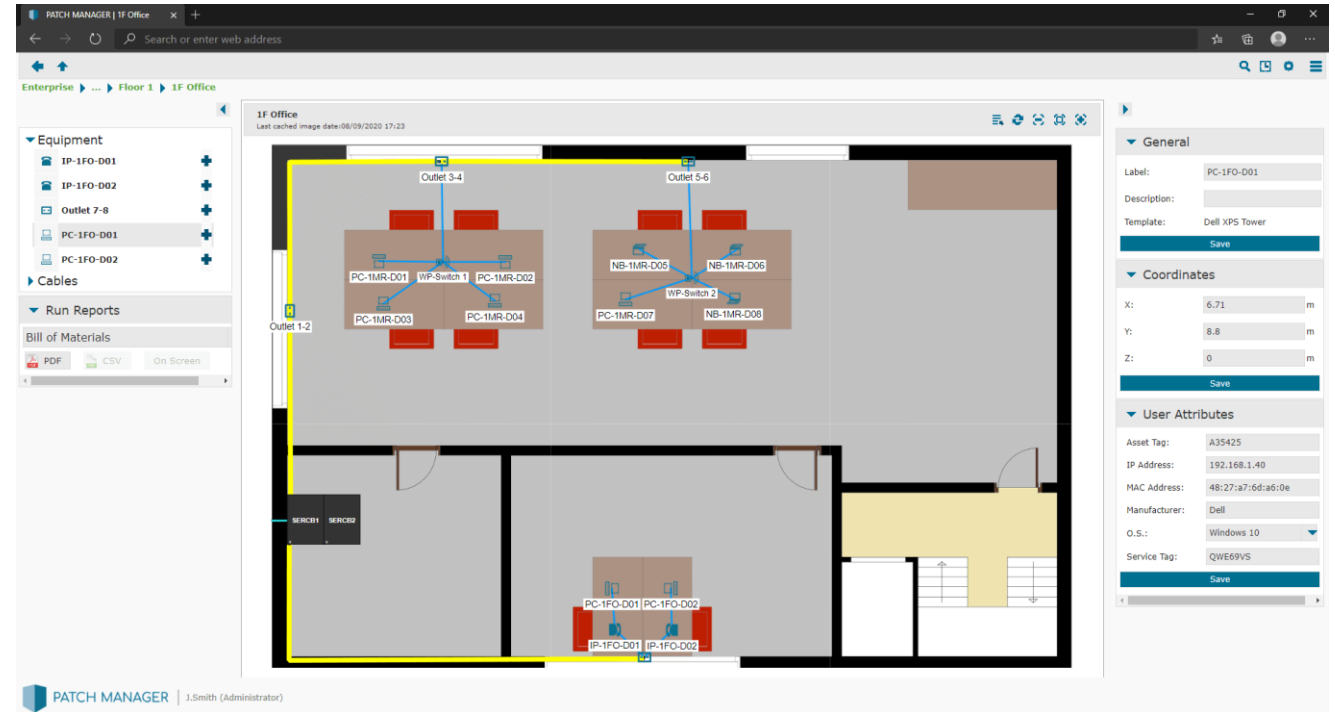 PATCH MANAGER | 1F Office
Search or enter web address
Enterprise ... Floor 1 1F Office
Equipment
IP-1FO-D01
IP-1FO-D02
Outlet 7-8
PC-1FO-D01
PC-1FO-D02
Cables
Run Reports
Bill of Materials
PDF CSV On Screen
1F Office
Last cached image date:08/09/2020 17:23
Outlet 3-4 Outlet 5-6
PC-1MR-D01 WP-Switch 1 PC-1MR-D02
PC-1MR-D03 PC-1MR-D04
NB-1MR-D05 NB-1MR-D06
WP-Switch 2
PC-1MR-D07 NB-1MR-D08
Outlet 1-2
SERCB1 SERCB2
PC-1FO-D01 PC-1FO-D02
IP-1FO-D01 IP-1FO-D02
General
Label: PC-1FO-D01
Description:
Template: Dell XPS Tower
Save
Coordinates
X: 6.71 m
Y: 8.8 m
Z: 0 m
Save
User Attributes
Asset Tag: A35425
IP Address: 192.168.1.40
MAC Address: 48:27:a7:6d:a6:0e
Manufacturer: Dell
O.S.: Windows 10
Service Tag: QWE69VS
Save
PATCH MANAGER | J.Smith (Administrator)